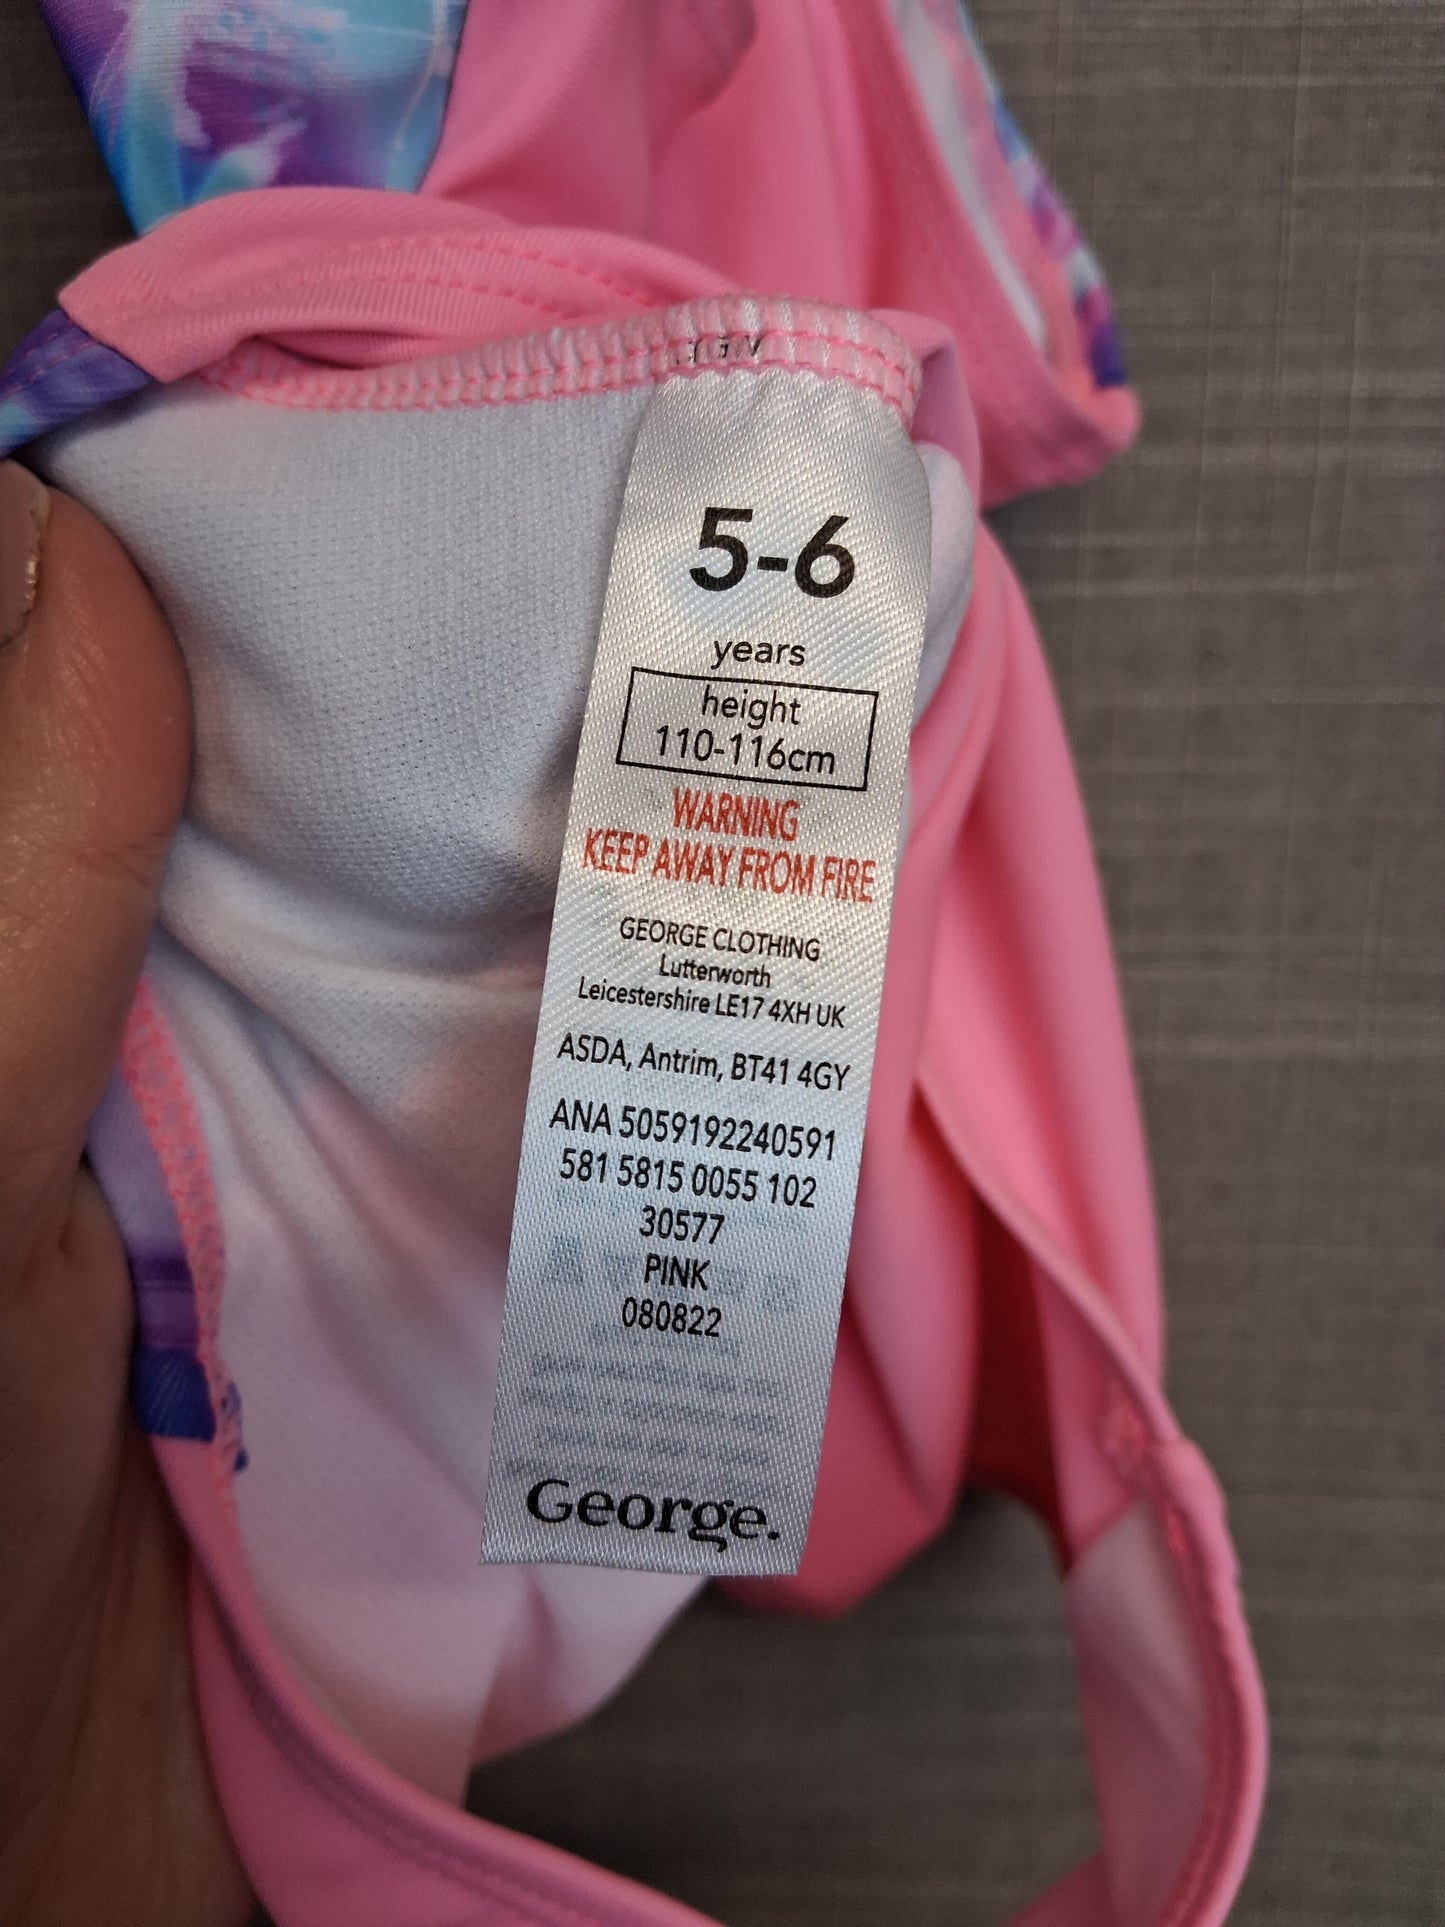 5-6
years
height
110-116cm
WARNING
KEEP AWAY FROM FIRE
GEORGE CLOTHING
Lutterworth
Leicestershire LE17 4XH UK
ASDA, Antrim, BT41 4GY
ANA 5059192240591
581 5815 0055 102
30577
PINK
080822
George.